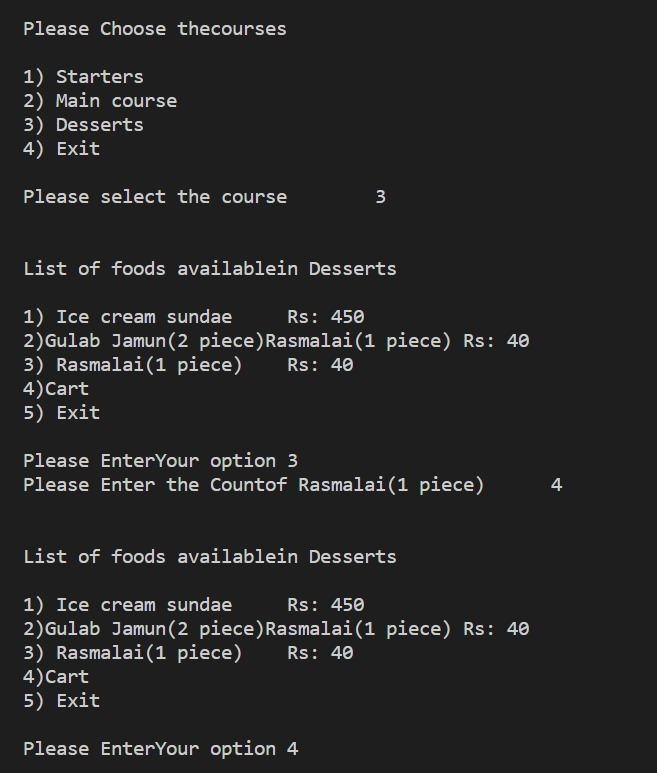 Please Choose thecourses
1) Starters
2) Main course
3) Desserts
4) Exit
Please select the course 3
List of foods availablein Desserts
1) Ice cream sundae Rs: 450
2)Gulab Jamun(2 piece)Rasmalai(1 piece) Rs: 40
3) Rasmalai(1 piece) Rs: 40
4)Cart
5) Exit
Please EnterYour option 3
Please Enter the Countof Rasmalai(1 piece) 4
List of foods availablein Desserts
1) Ice cream sundae Rs: 450
2)Gulab Jamun(2 piece)Rasmalai(1 piece) Rs: 40
3) Rasmalai(1 piece) Rs: 40
4)Cart
5) Exit
Please EnterYour option 4